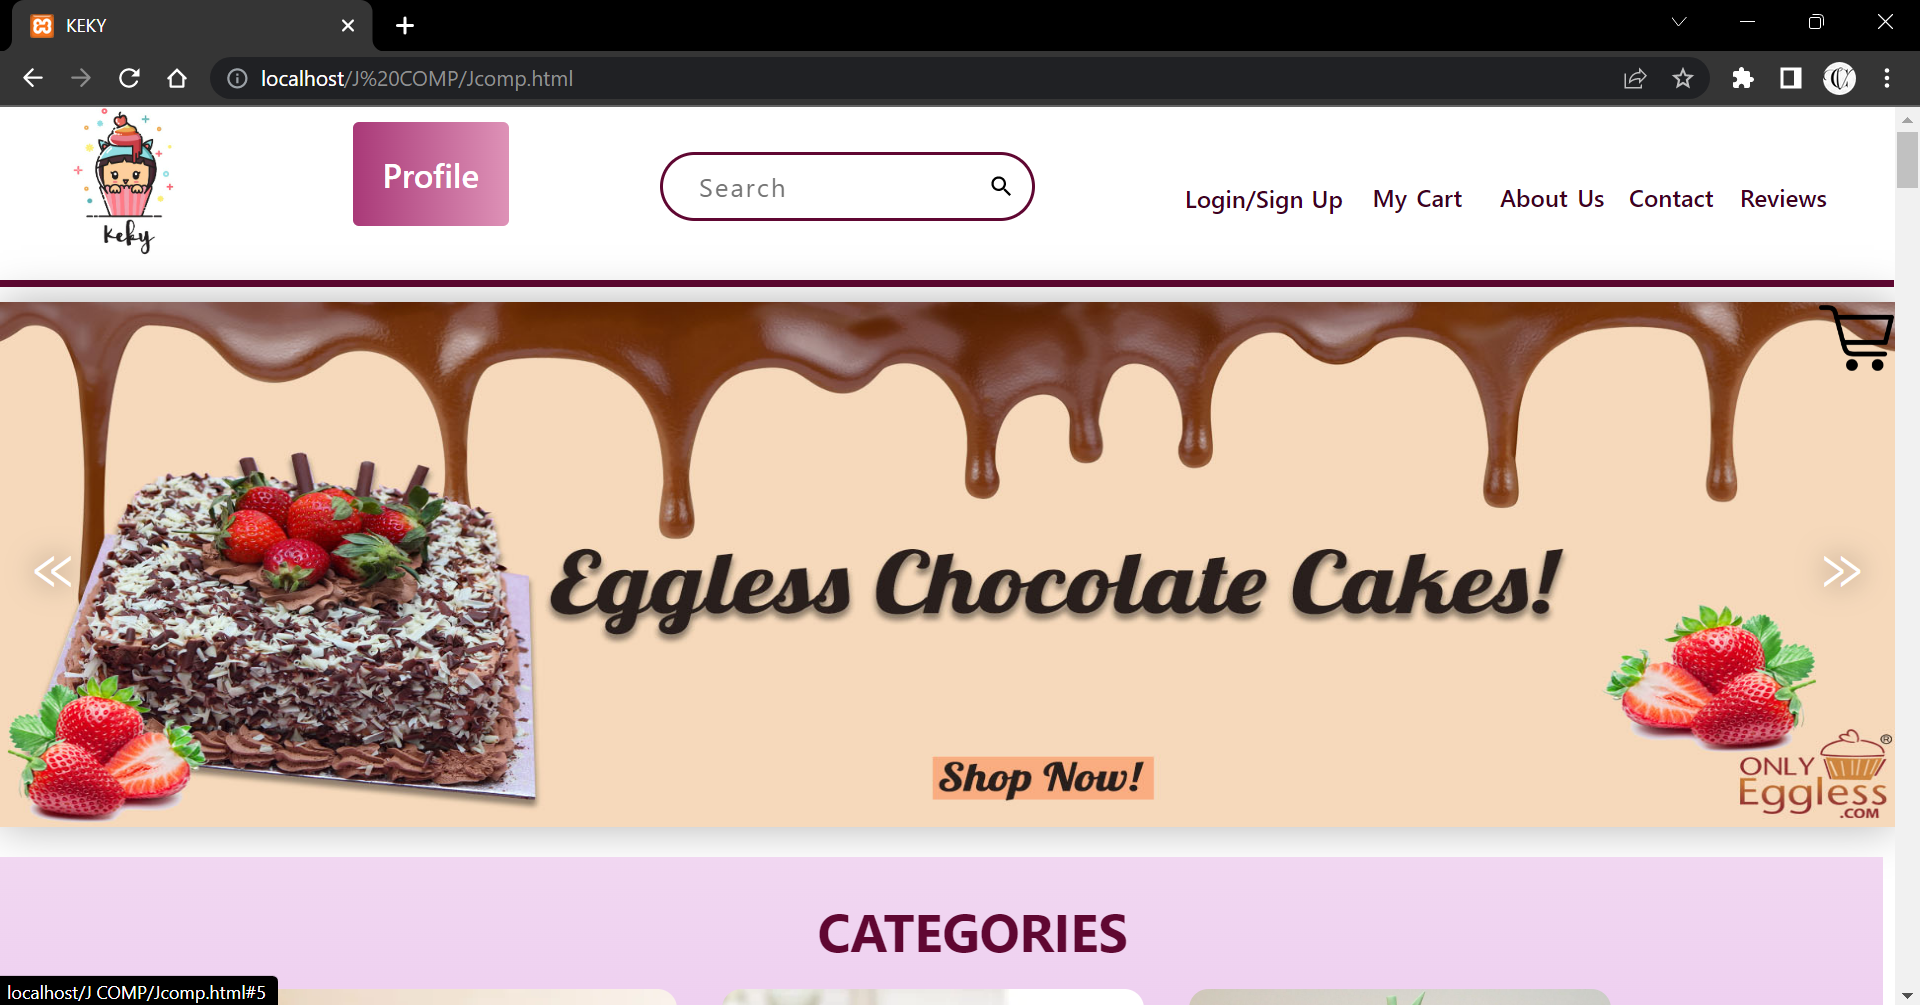 KEKY
localhost/J%20COMP/Jcomp.html
Keky
Profile
Search
Login/Sign Up My Cart About Us Contact Reviews
Eggless Chocolate Cakes!
Shop Now!
ONLY
Eggless
.COM
®
CATEGORIES
localhost/J COMP/Jcomp.html#5